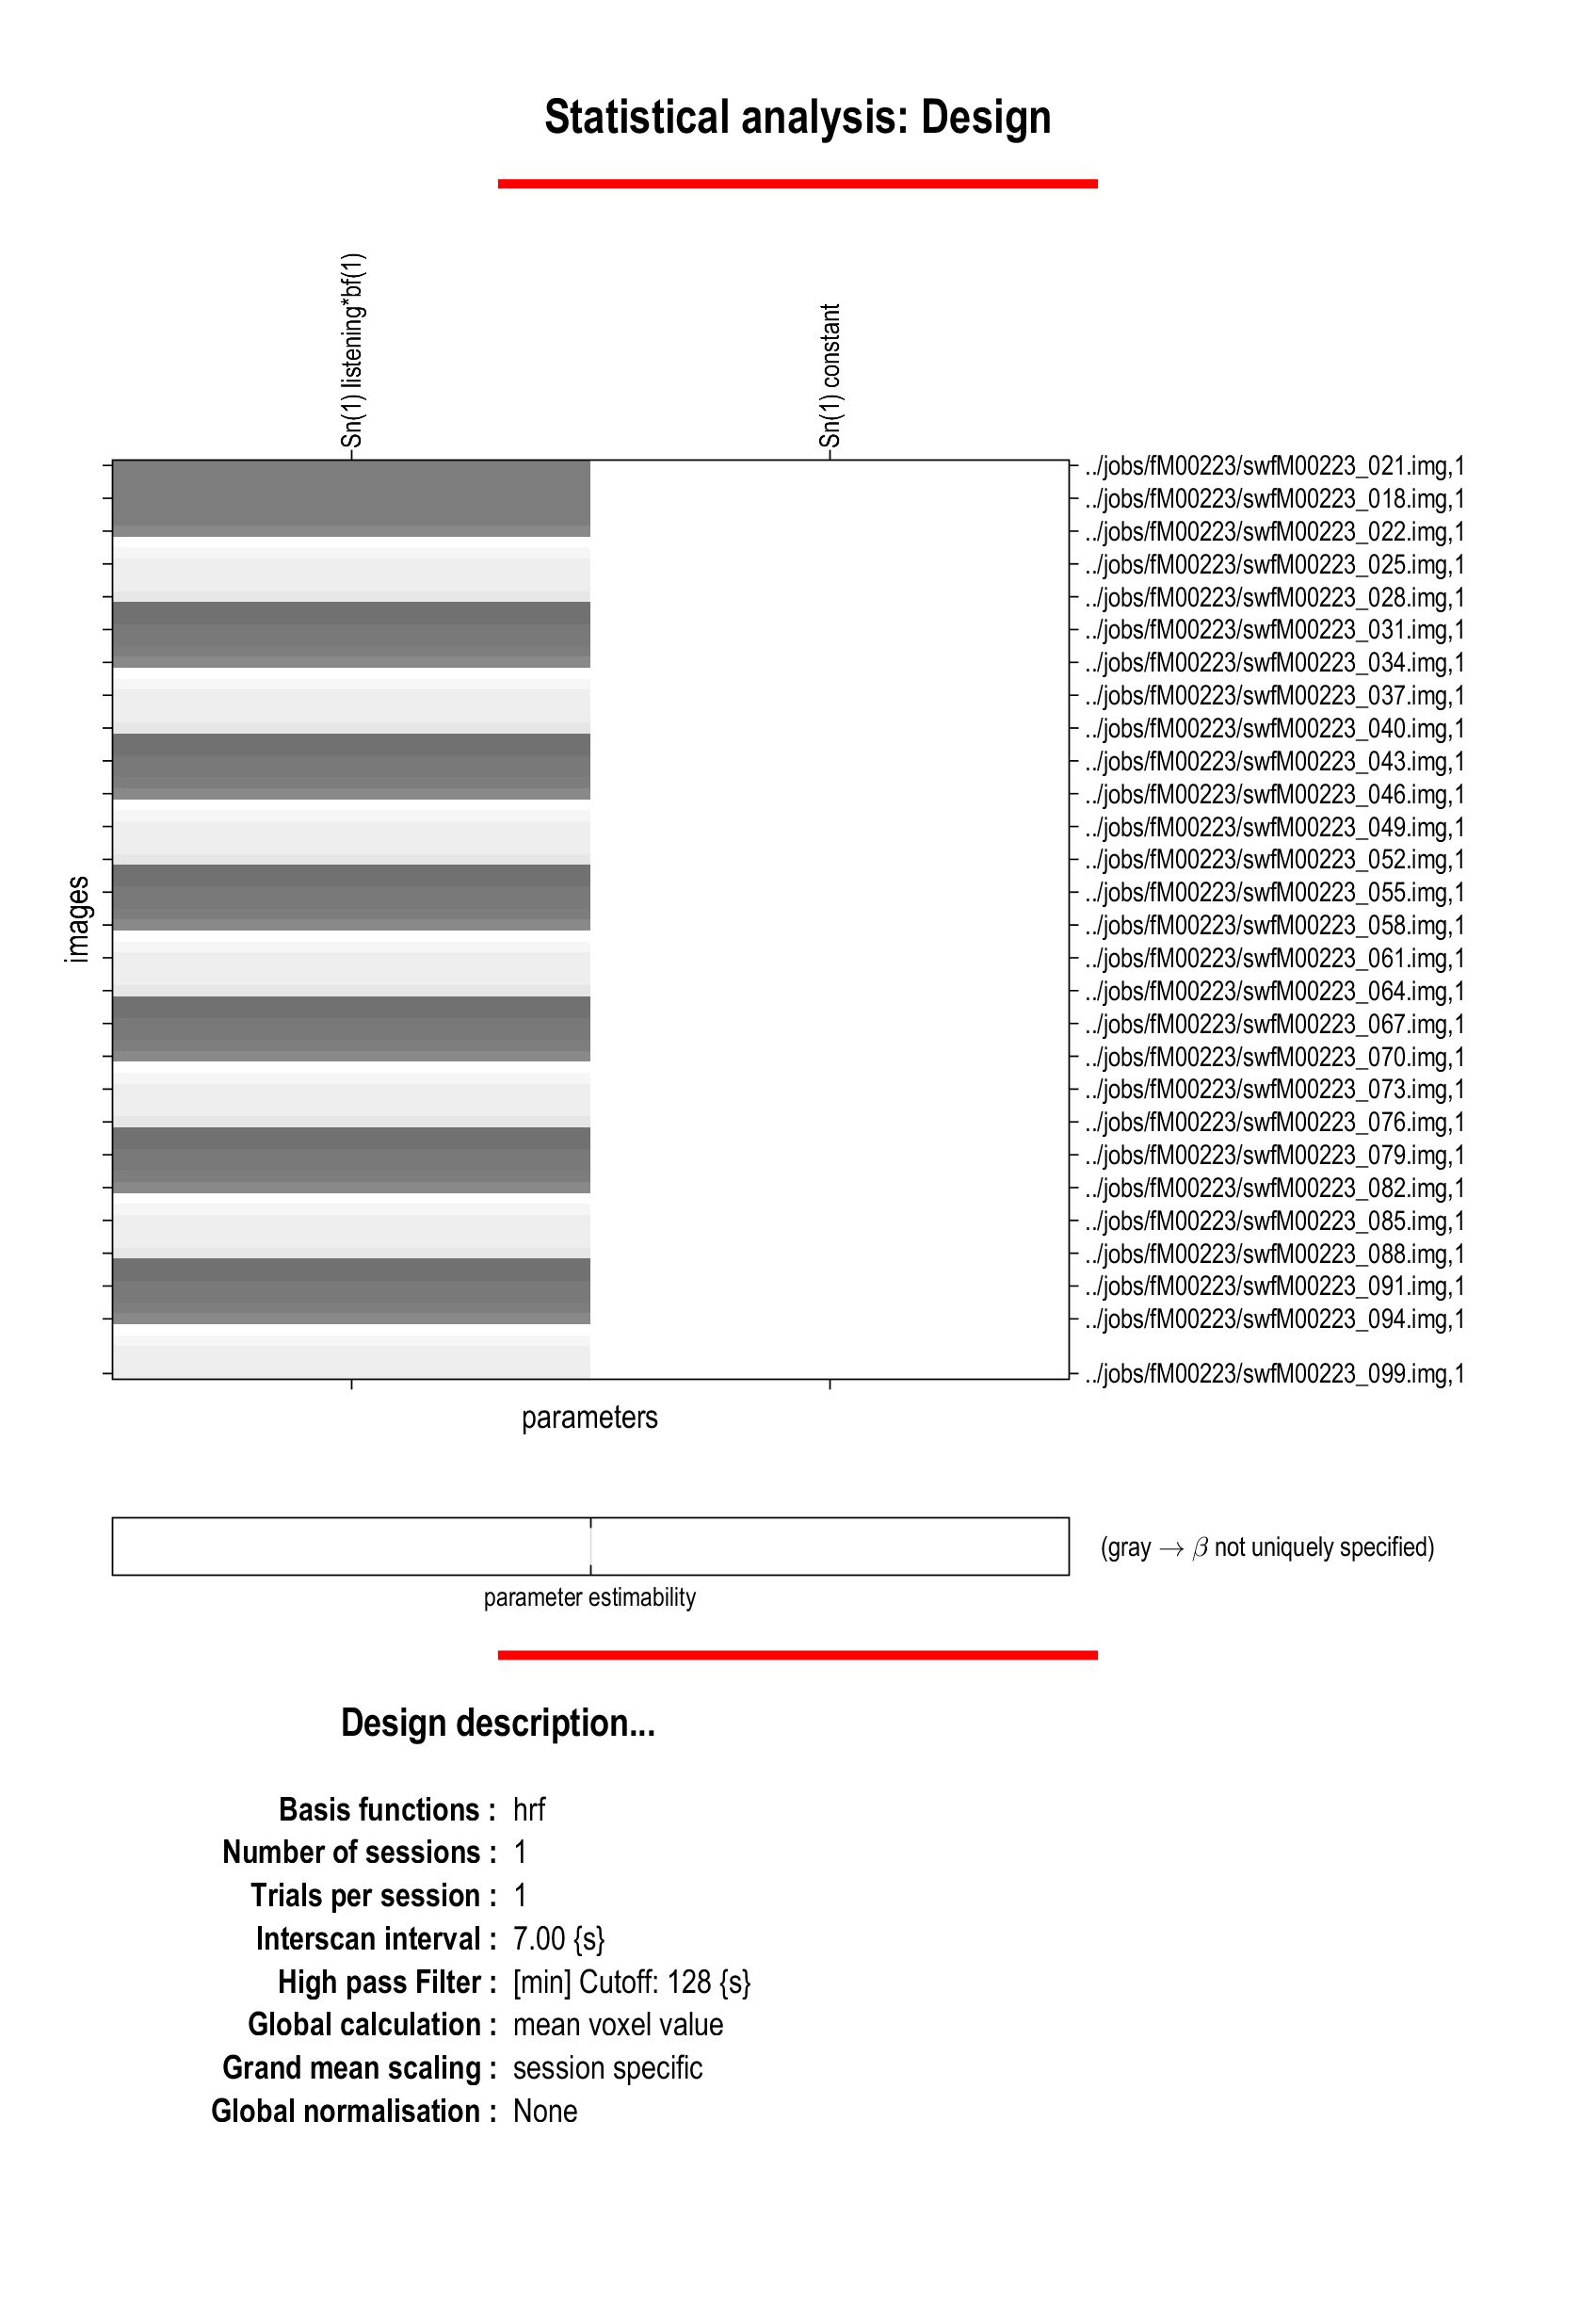 Statistical analysis: Design
Sn(1) listening*bf(1)
Sn(1) constant
images
../jobs/fM00223/swfM00223_021.img,1
../jobs/fM00223/swfM00223_018.img,1
../jobs/fM00223/swfM00223_022.img,1
../jobs/fM00223/swfM00223_025.img,1
../jobs/fM00223/swfM00223_028.img,1
../jobs/fM00223/swfM00223_031.img,1
../jobs/fM00223/swfM00223_034.img,1
../jobs/fM00223/swfM00223_037.img,1
../jobs/fM00223/swfM00223_040.img,1
../jobs/fM00223/swfM00223_043.img,1
../jobs/fM00223/swfM00223_046.img,1
../jobs/fM00223/swfM00223_049.img,1
../jobs/fM00223/swfM00223_052.img,1
../jobs/fM00223/swfM00223_055.img,1
../jobs/fM00223/swfM00223_058.img,1
../jobs/fM00223/swfM00223_061.img,1
../jobs/fM00223/swfM00223_064.img,1
../jobs/fM00223/swfM00223_067.img,1
../jobs/fM00223/swfM00223_070.img,1
../jobs/fM00223/swfM00223_073.img,1
../jobs/fM00223/swfM00223_076.img,1
../jobs/fM00223/swfM00223_079.img,1
../jobs/fM00223/swfM00223_082.img,1
../jobs/fM00223/swfM00223_085.img,1
../jobs/fM00223/swfM00223_088.img,1
../jobs/fM00223/swfM00223_091.img,1
../jobs/fM00223/swfM00223_094.img,1
../jobs/fM00223/swfM00223_099.img,1
parameters
(gray → β not uniquely specified)
parameter estimability
Design description...
Basis functions : hrf
Number of sessions : 1
Trials per session : 1
Interscan interval : 7.00 {s}
High pass Filter : [min] Cutoff: 128 {s}
Global calculation : mean voxel value
Grand mean scaling : session specific
Global normalisation : None